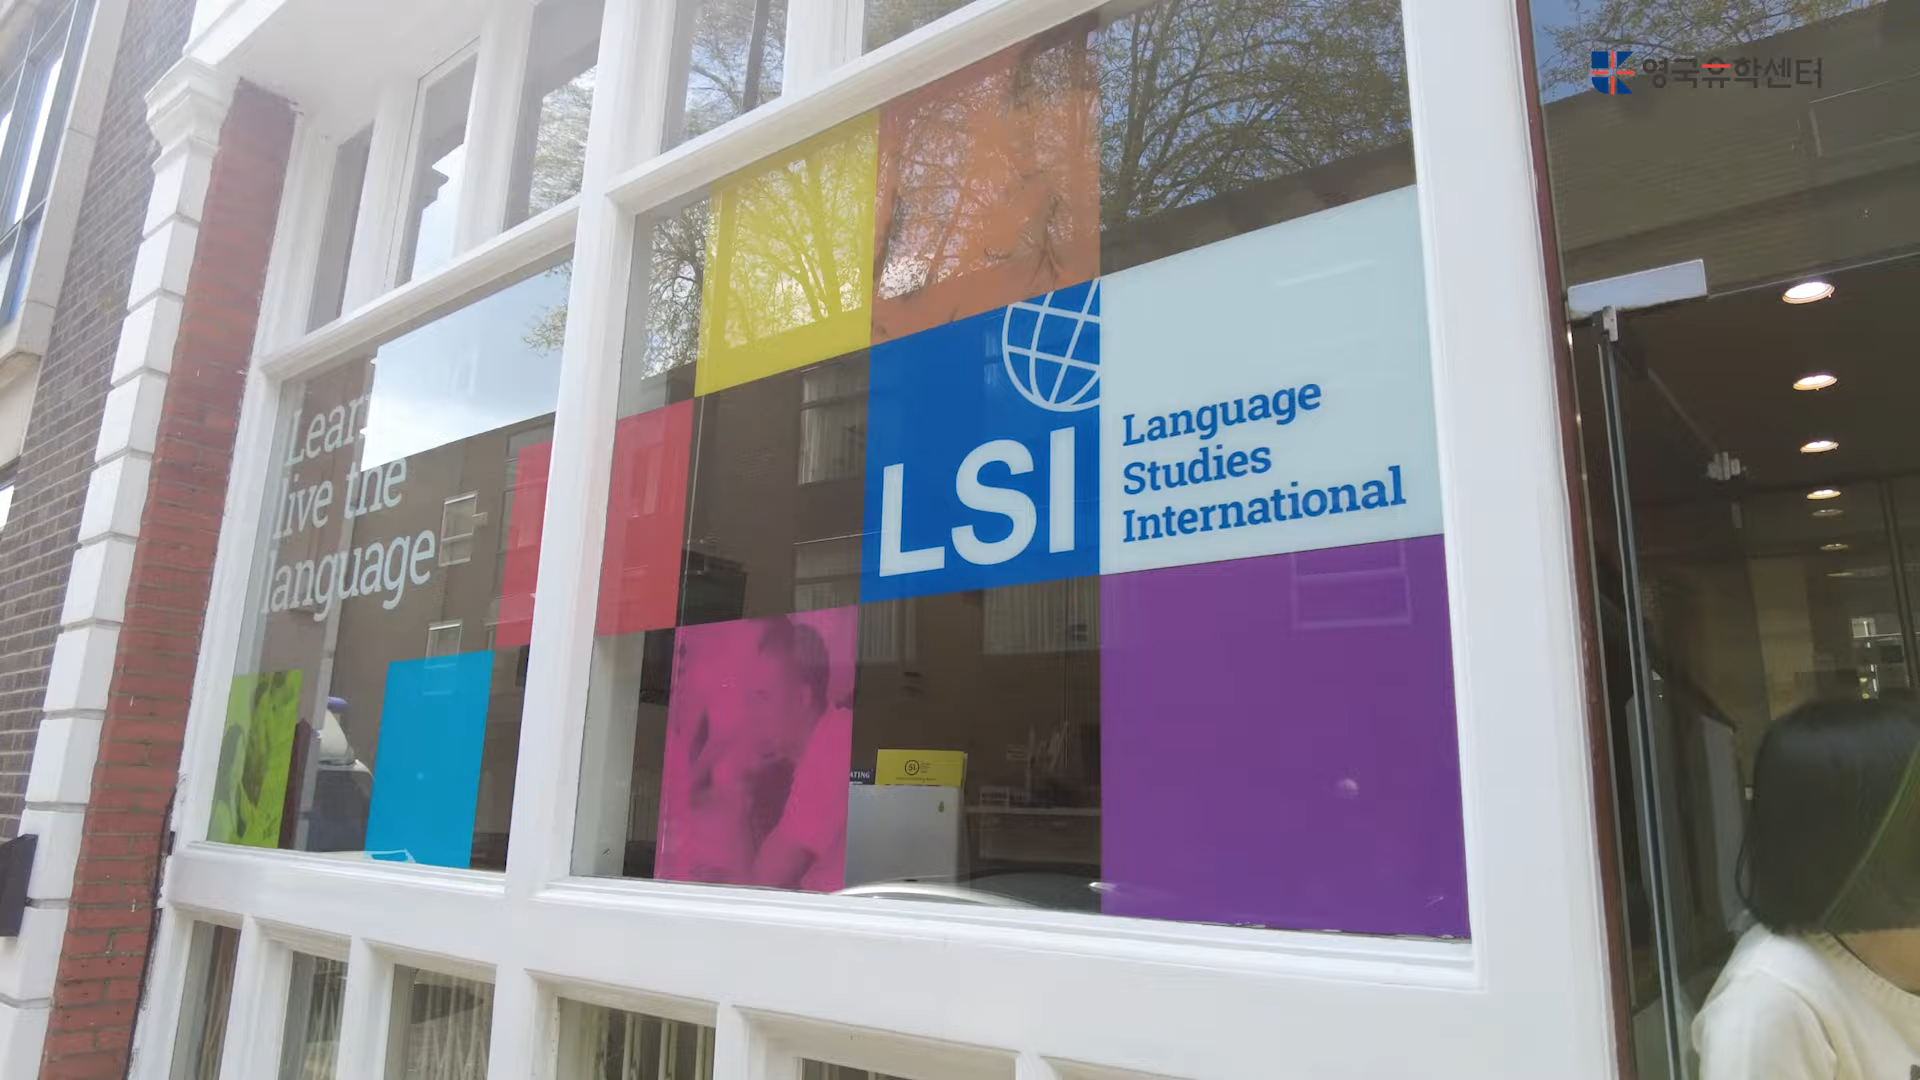 영국유학센터
Learn
live the
language
LSI
Language
Studies
International